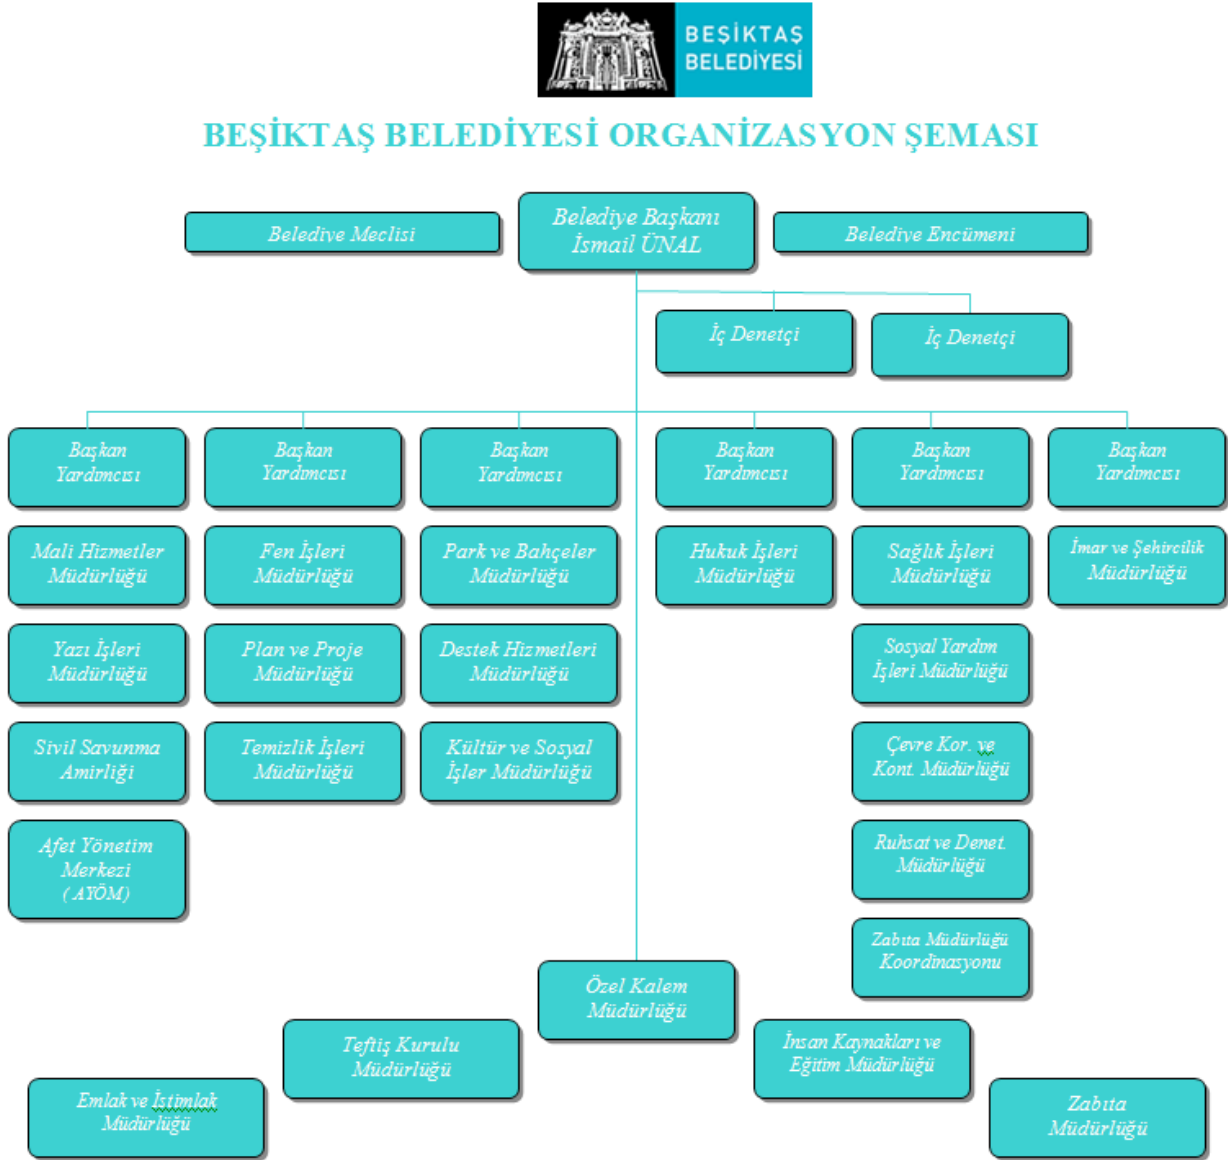 BEŞİKTAŞ
BELEDİYESİ
BEŞİKTAŞ BELEDİYESİ ORGANİZASYON ŞEMASI
Belediye Meclisi
Belediye Başkanı
İsmail ÜNAL
Belediye Encümeni
İç Denetçi
İç Denetçi
Başkan
Yardımcısı
Başkan
Yardımcısı
Başkan
Yardımcısı
Başkan
Yardımcısı
Başkan
Yardımcısı
Başkan
Yardımcısı
Mali Hizmetler
Müdürlüğü
Fen İşleri
Müdürlüğü
Park ve Bahçeler
Müdürlüğü
Hukuk İşleri
Müdürlüğü
Sağlık İşleri
Müdürlüğü
İmar ve Şehircilik
Müdürlüğü
Yazı İşleri
Müdürlüğü
Plan ve Proje
Müdürlüğü
Destek Hizmetleri
Müdürlüğü
Sosyal Yardım
İşleri Müdürlüğü
Sivil Savunma
Amirliği
Temizlik İşleri
Müdürlüğü
Kültür ve Sosyal
İşler Müdürlüğü
Çevre Kor. ve
Kont. Müdürlüğü
Afet Yönetim
Merkezi
( AYÖM)
Ruhsat ve Denet.
Müdürlüğü
Zabıta Müdürlüğü
Koordinasyonu
Özel Kalem
Müdürlüğü
Teftiş Kurulu
Müdürlüğü
İnsan Kaynakları ve
Eğitim Müdürlüğü
Emlak ve İstimlak
Müdürlüğü
Zabıta
Müdürlüğü